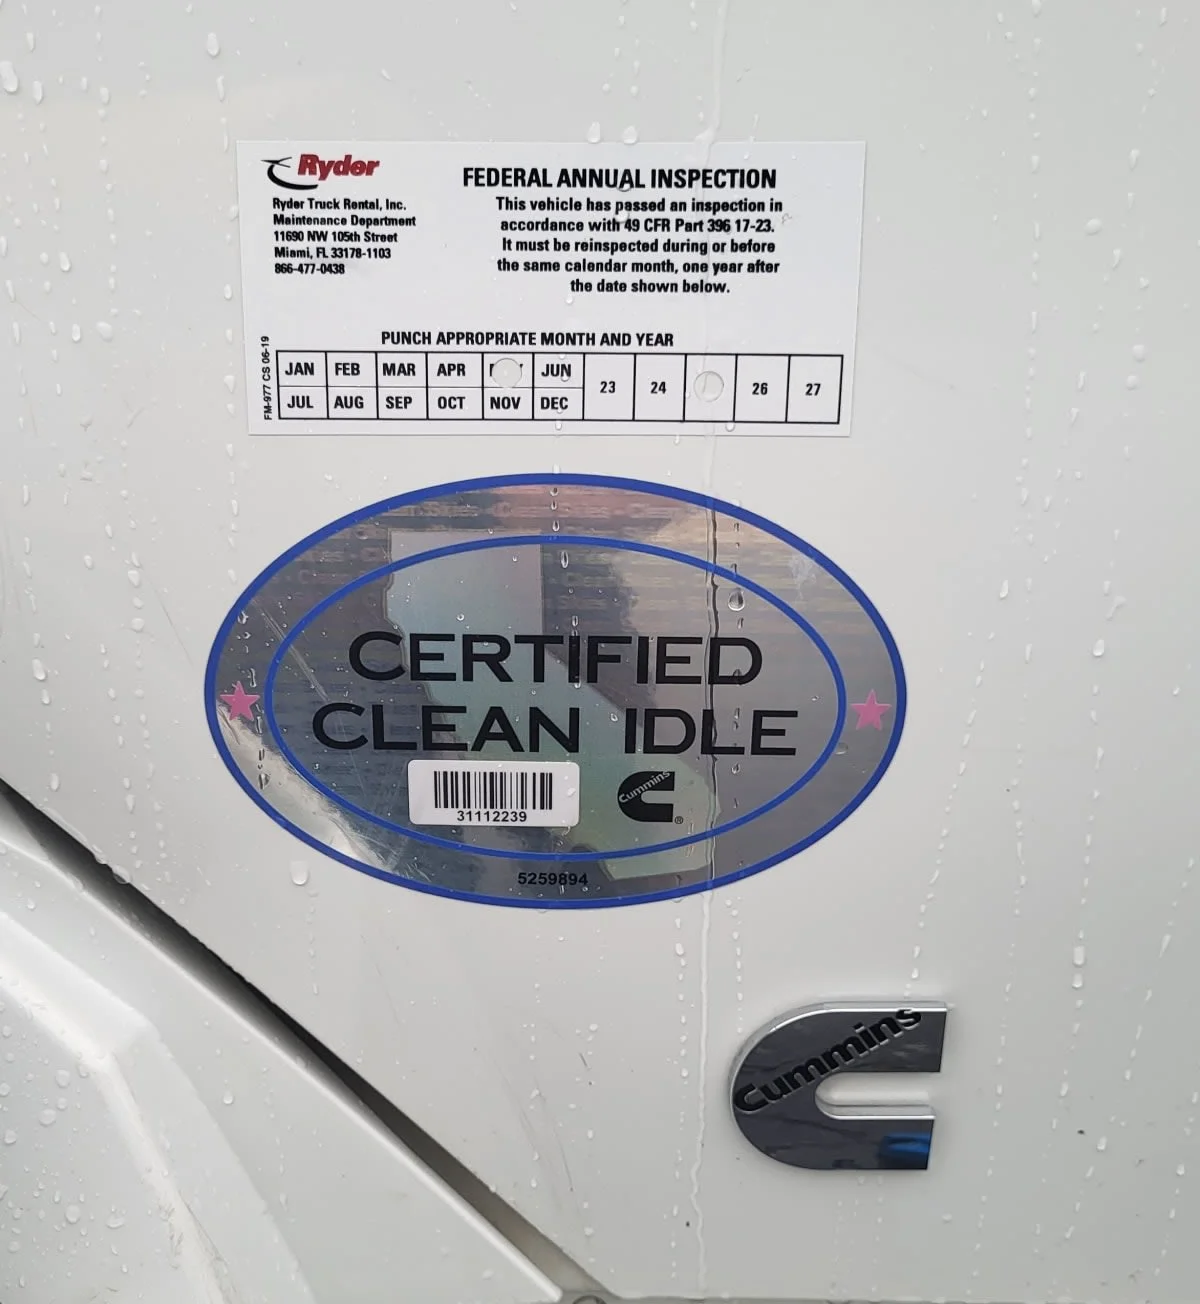 Ryder
Ryder Truck Rental, Inc.
Maintenance Department
11690 NW 105th Street
Miami, FL 33178-1103
866-477-0438
FEDERAL ANNUAL INSPECTION
This vehicle has passed an inspection in
accordance with 49 CFR Part 396 17-23.
It must be reinspected during or before
the same calendar month, one year after
the date shown below.
PUNCH APPROPRIATE MONTH AND YEAR
FM-977 CS 06-19
JAN FEB MAR APR JUN 23 24 26 27
JUL AUG SEP OCT NOV DEC
CERTIFIED
CLEAN IDLE
31112239
Cummins
®
5259894
Cummins